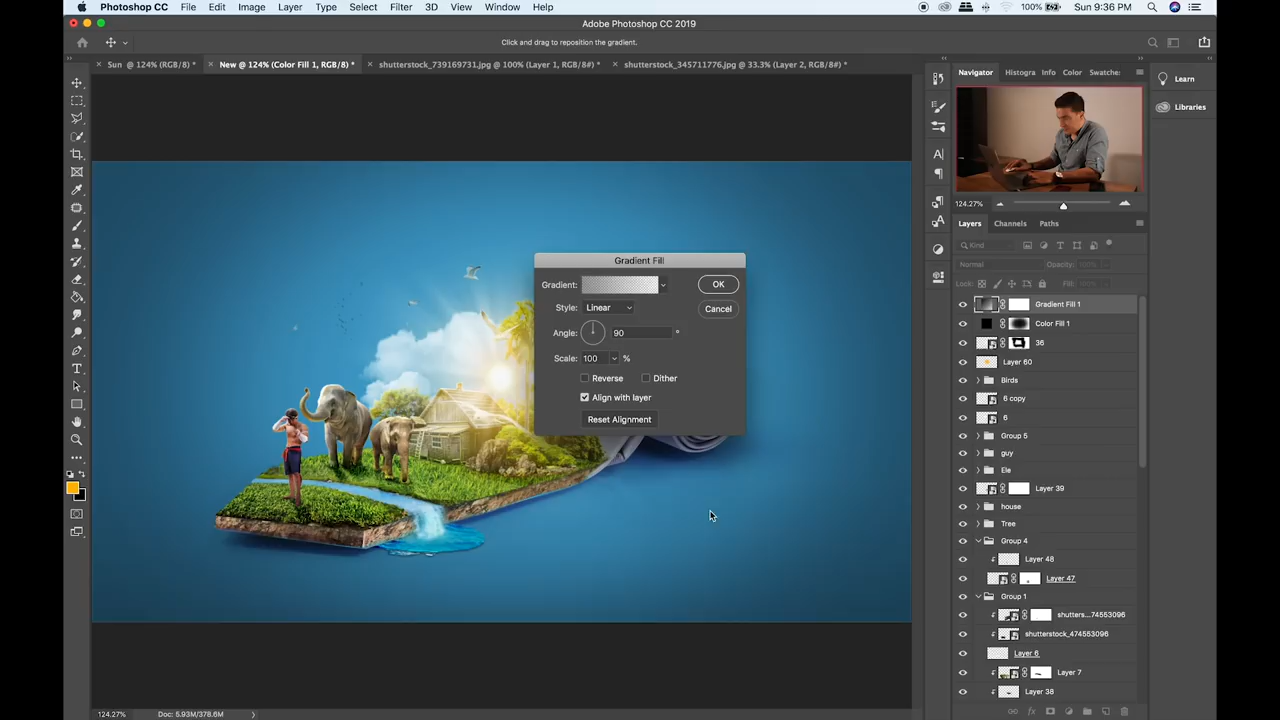 Photoshop CC File Edit Image Layer Type Select Filter 3D View Window Help 100% Sun 9:36 PM
Adobe Photoshop CC 2019
Click and drag to reposition the gradient.
Sun @ 124% (RGB/8) * New @ 124% (Color Fill 1, RGB/8) * shutterstock_739169731.jpg @ 100% (Layer 1, RGB/8#) * shutterstock_345711776.jpg @ 33.3% (Layer 2, RGB/8#) *
Navigator Histogra Info Color Swatche:
Learn
Libraries
124.27%
Layers Channels Paths
Kind
Normal Opacity: 100%
Lock: Fill:
Gradient Fill 1
Color Fill 1
36
Layer 60
Birds
6 copy
6
Group 5
guy
Ele
Layer 39
house
Tree
Group 4
Layer 48
Layer 47
Group 1
shutters...74553096
shutterstock_474553096
Layer 6
Layer 7
Layer 38
Gradient Fill
Gradient: OK
Style: Linear Cancel
Angle: 90 °
Scale: 100 %
Reverse Dither
Align with layer
Reset Alignment
124.27% Doc: 5.93M/378.6M